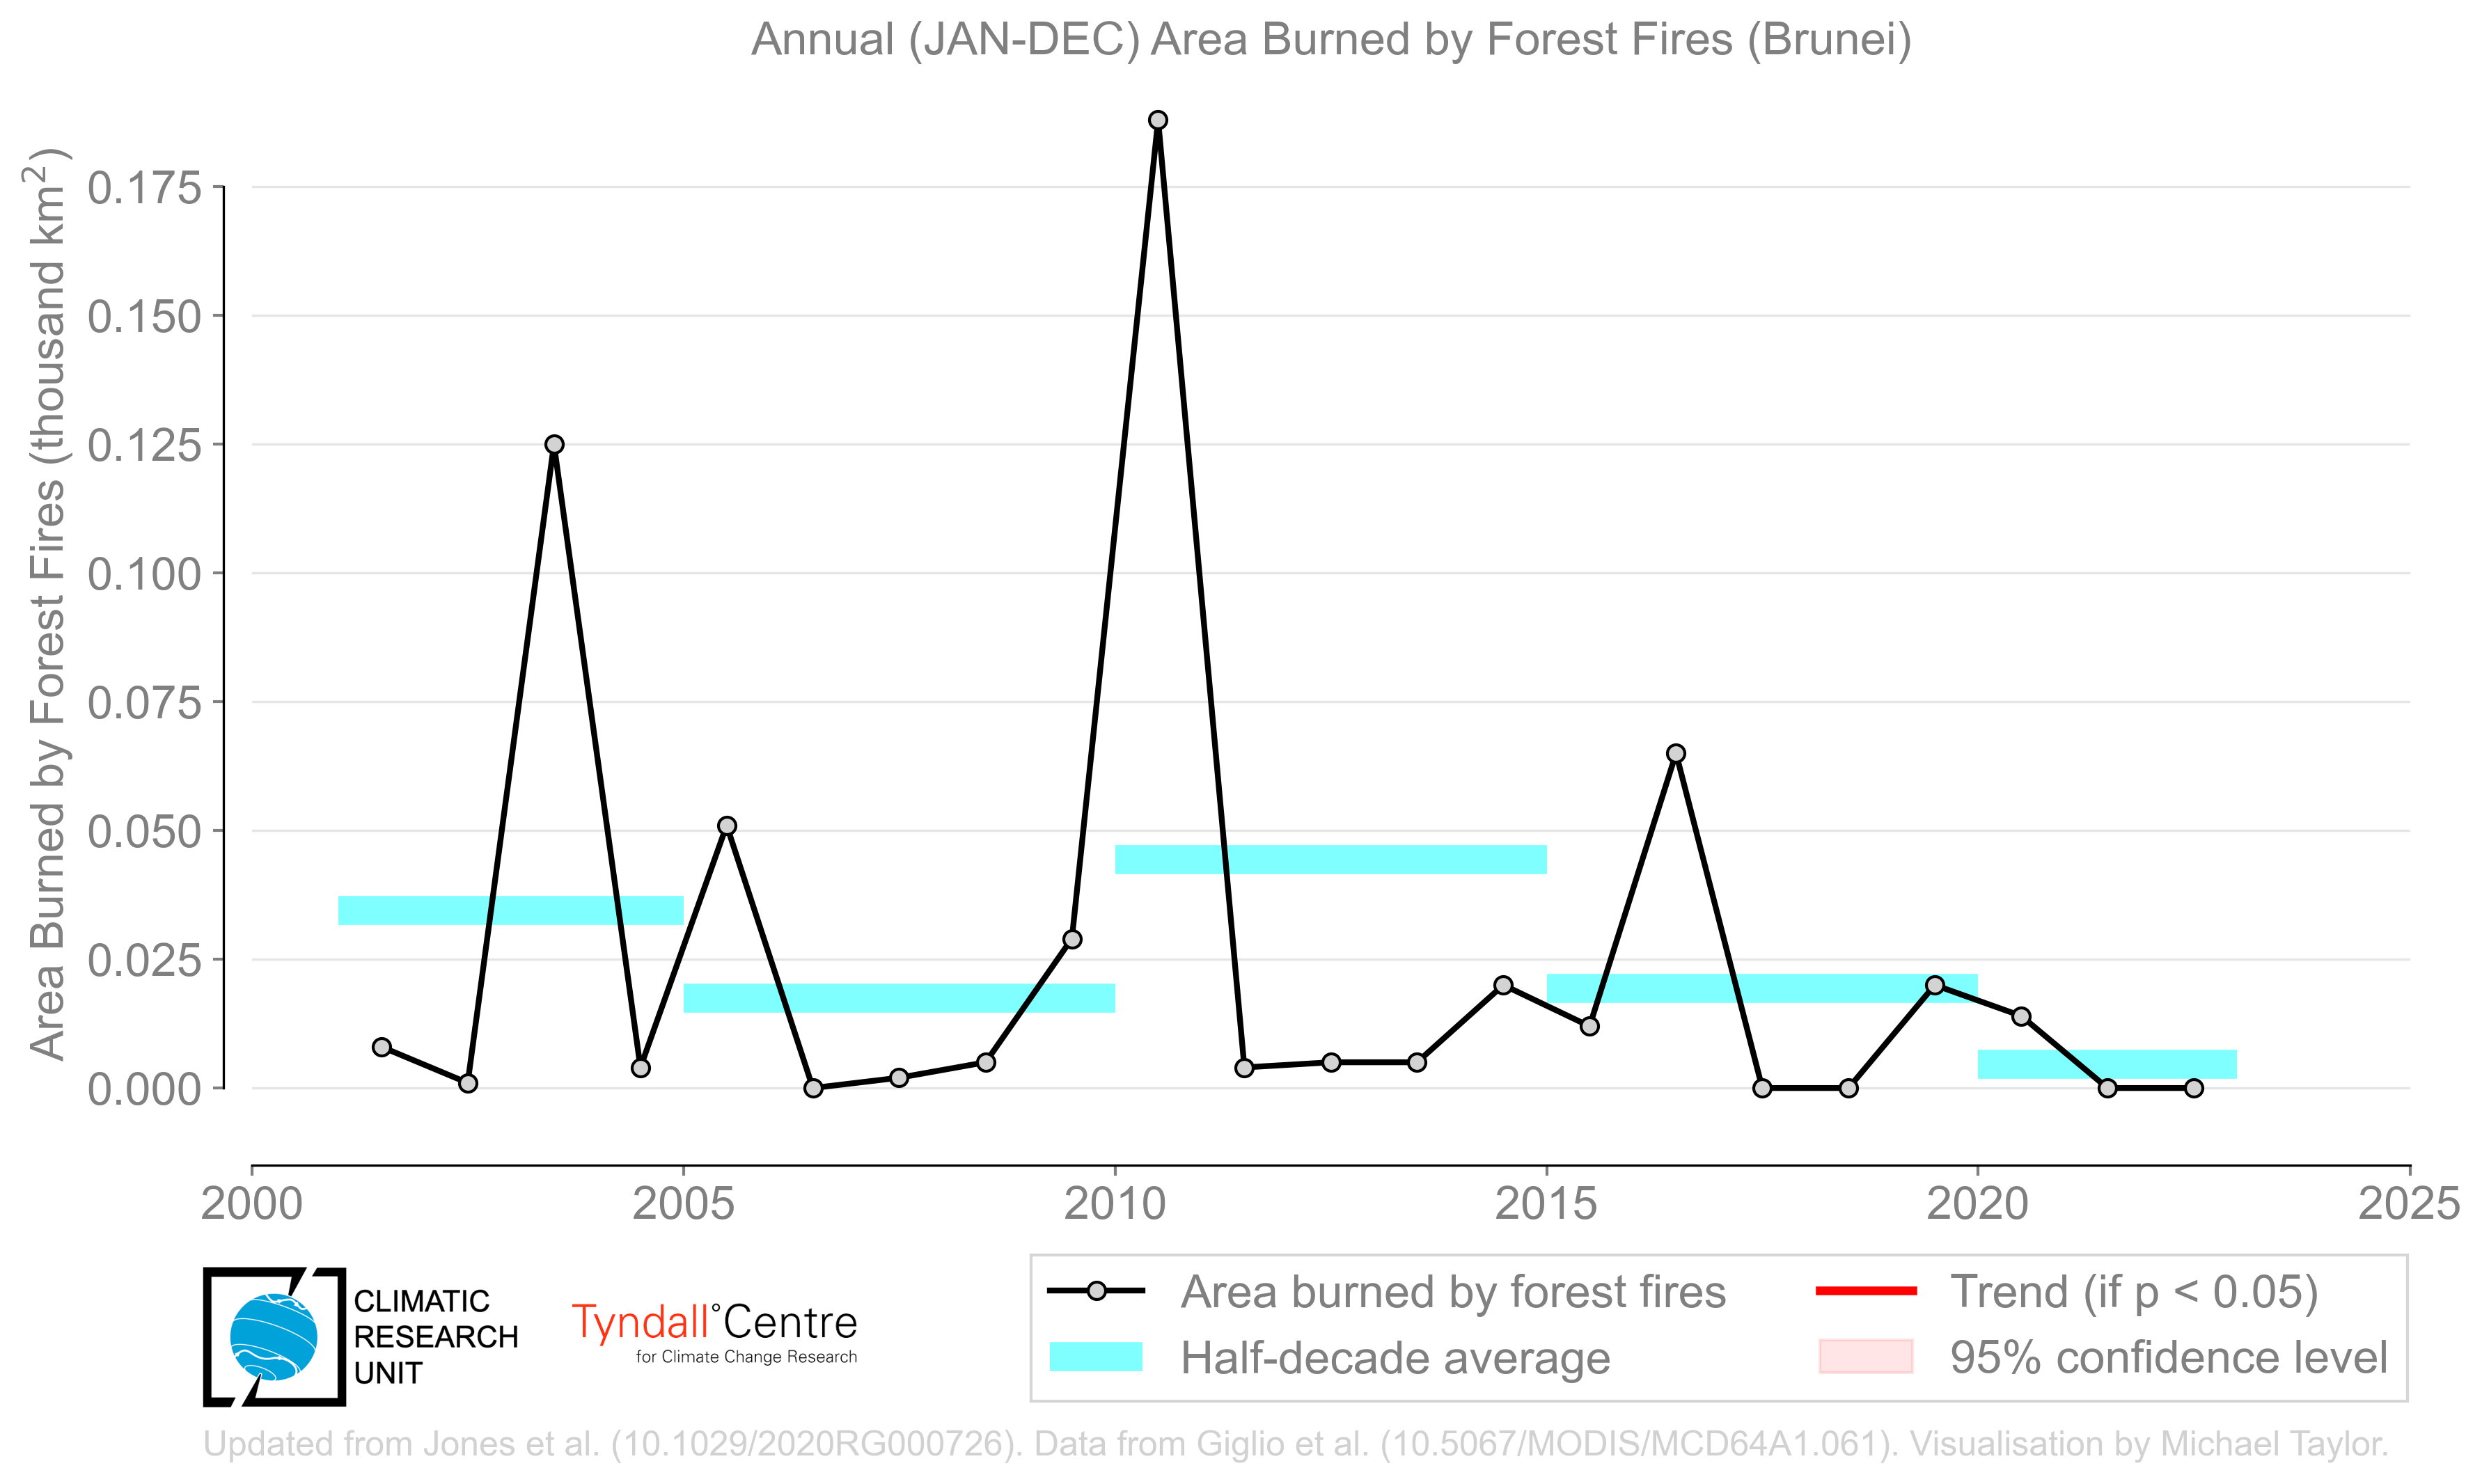 Annual (JAN-DEC) Area Burned by Forest Fires (Brunei)
Area Burned by Forest Fires (thousand km²)
0.175
0.150
0.125
0.100
0.075
0.050
0.025
0.000
2000 2005 2010 2015 2020 2025
CLIMATIC
RESEARCH
UNIT
Tyndall°Centre
for Climate Change Research
Area burned by forest fires
Half-decade average
Trend (if p < 0.05)
95% confidence level
Updated from Jones et al. (10.1029/2020RG000726). Data from Giglio et al. (10.5067/MODIS/MCD64A1.061). Visualisation by Michael Taylor.